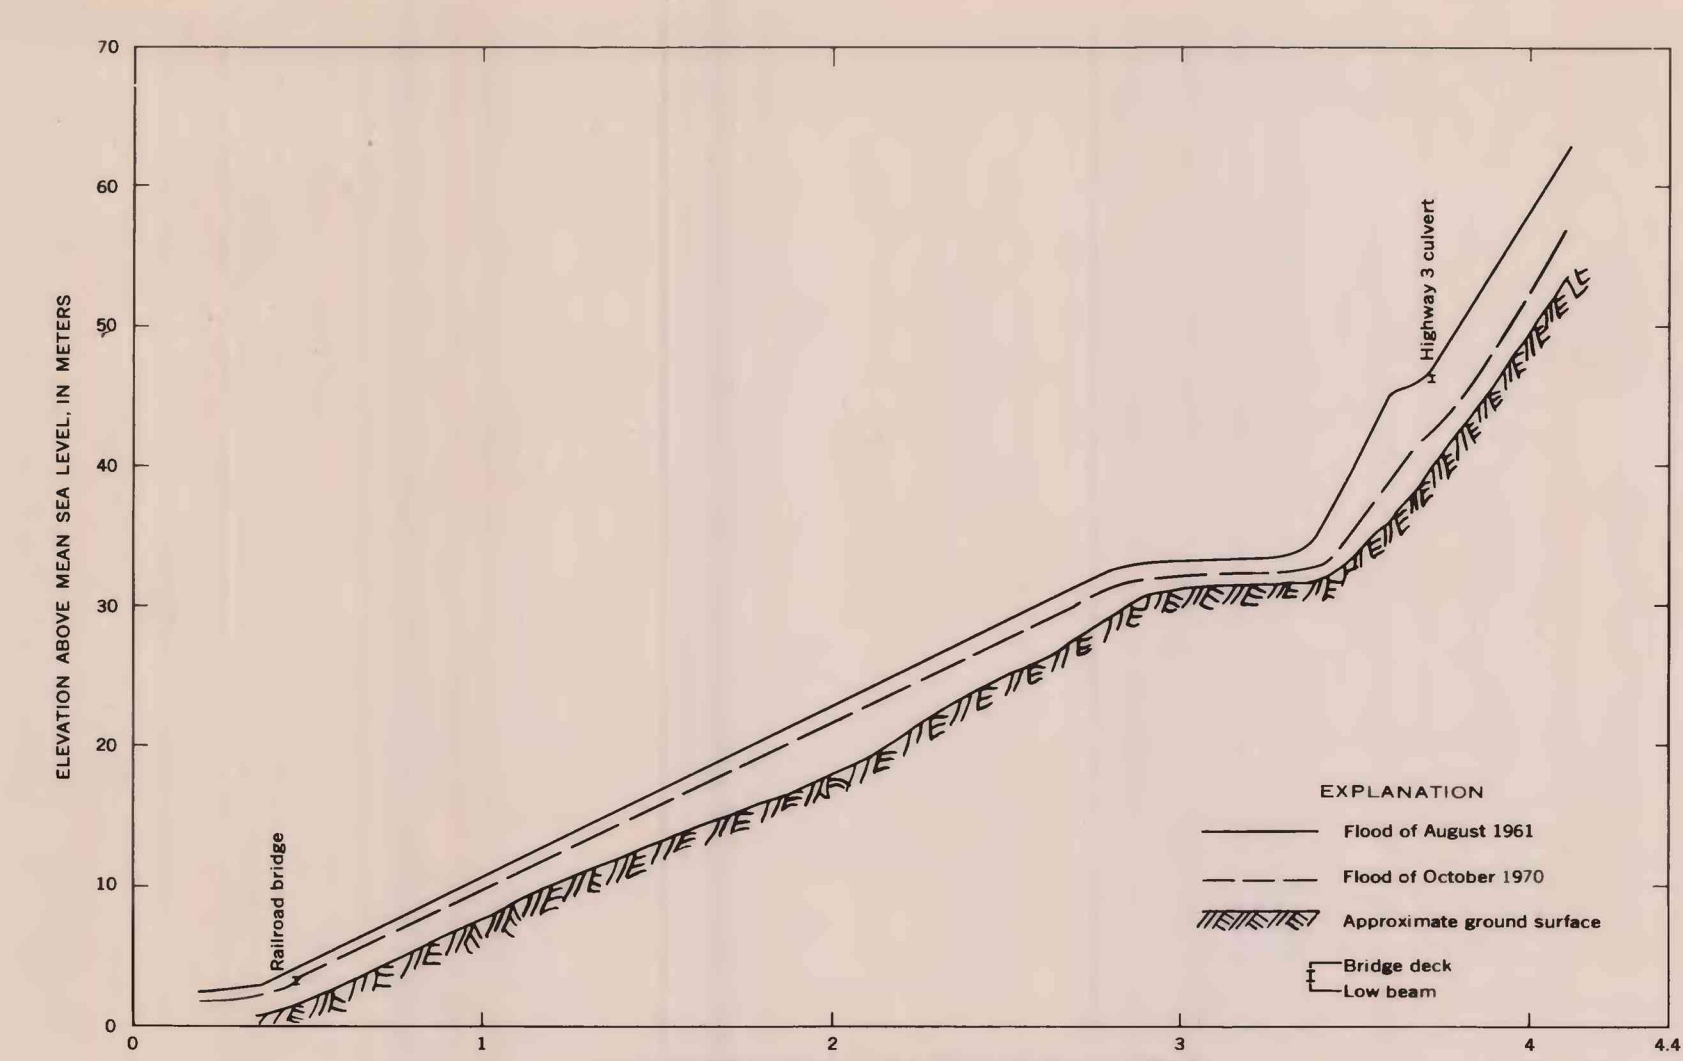 70
60
50
40
30
20
10
0
ELEVATION ABOVE MEAN SEA LEVEL, IN METERS
Railroad bridge
Highway 3 culvert
EXPLANATION
Flood of August 1961
Flood of October 1970
Approximate ground surface
Bridge deck
Low beam
0 1 2 3 4 4.4